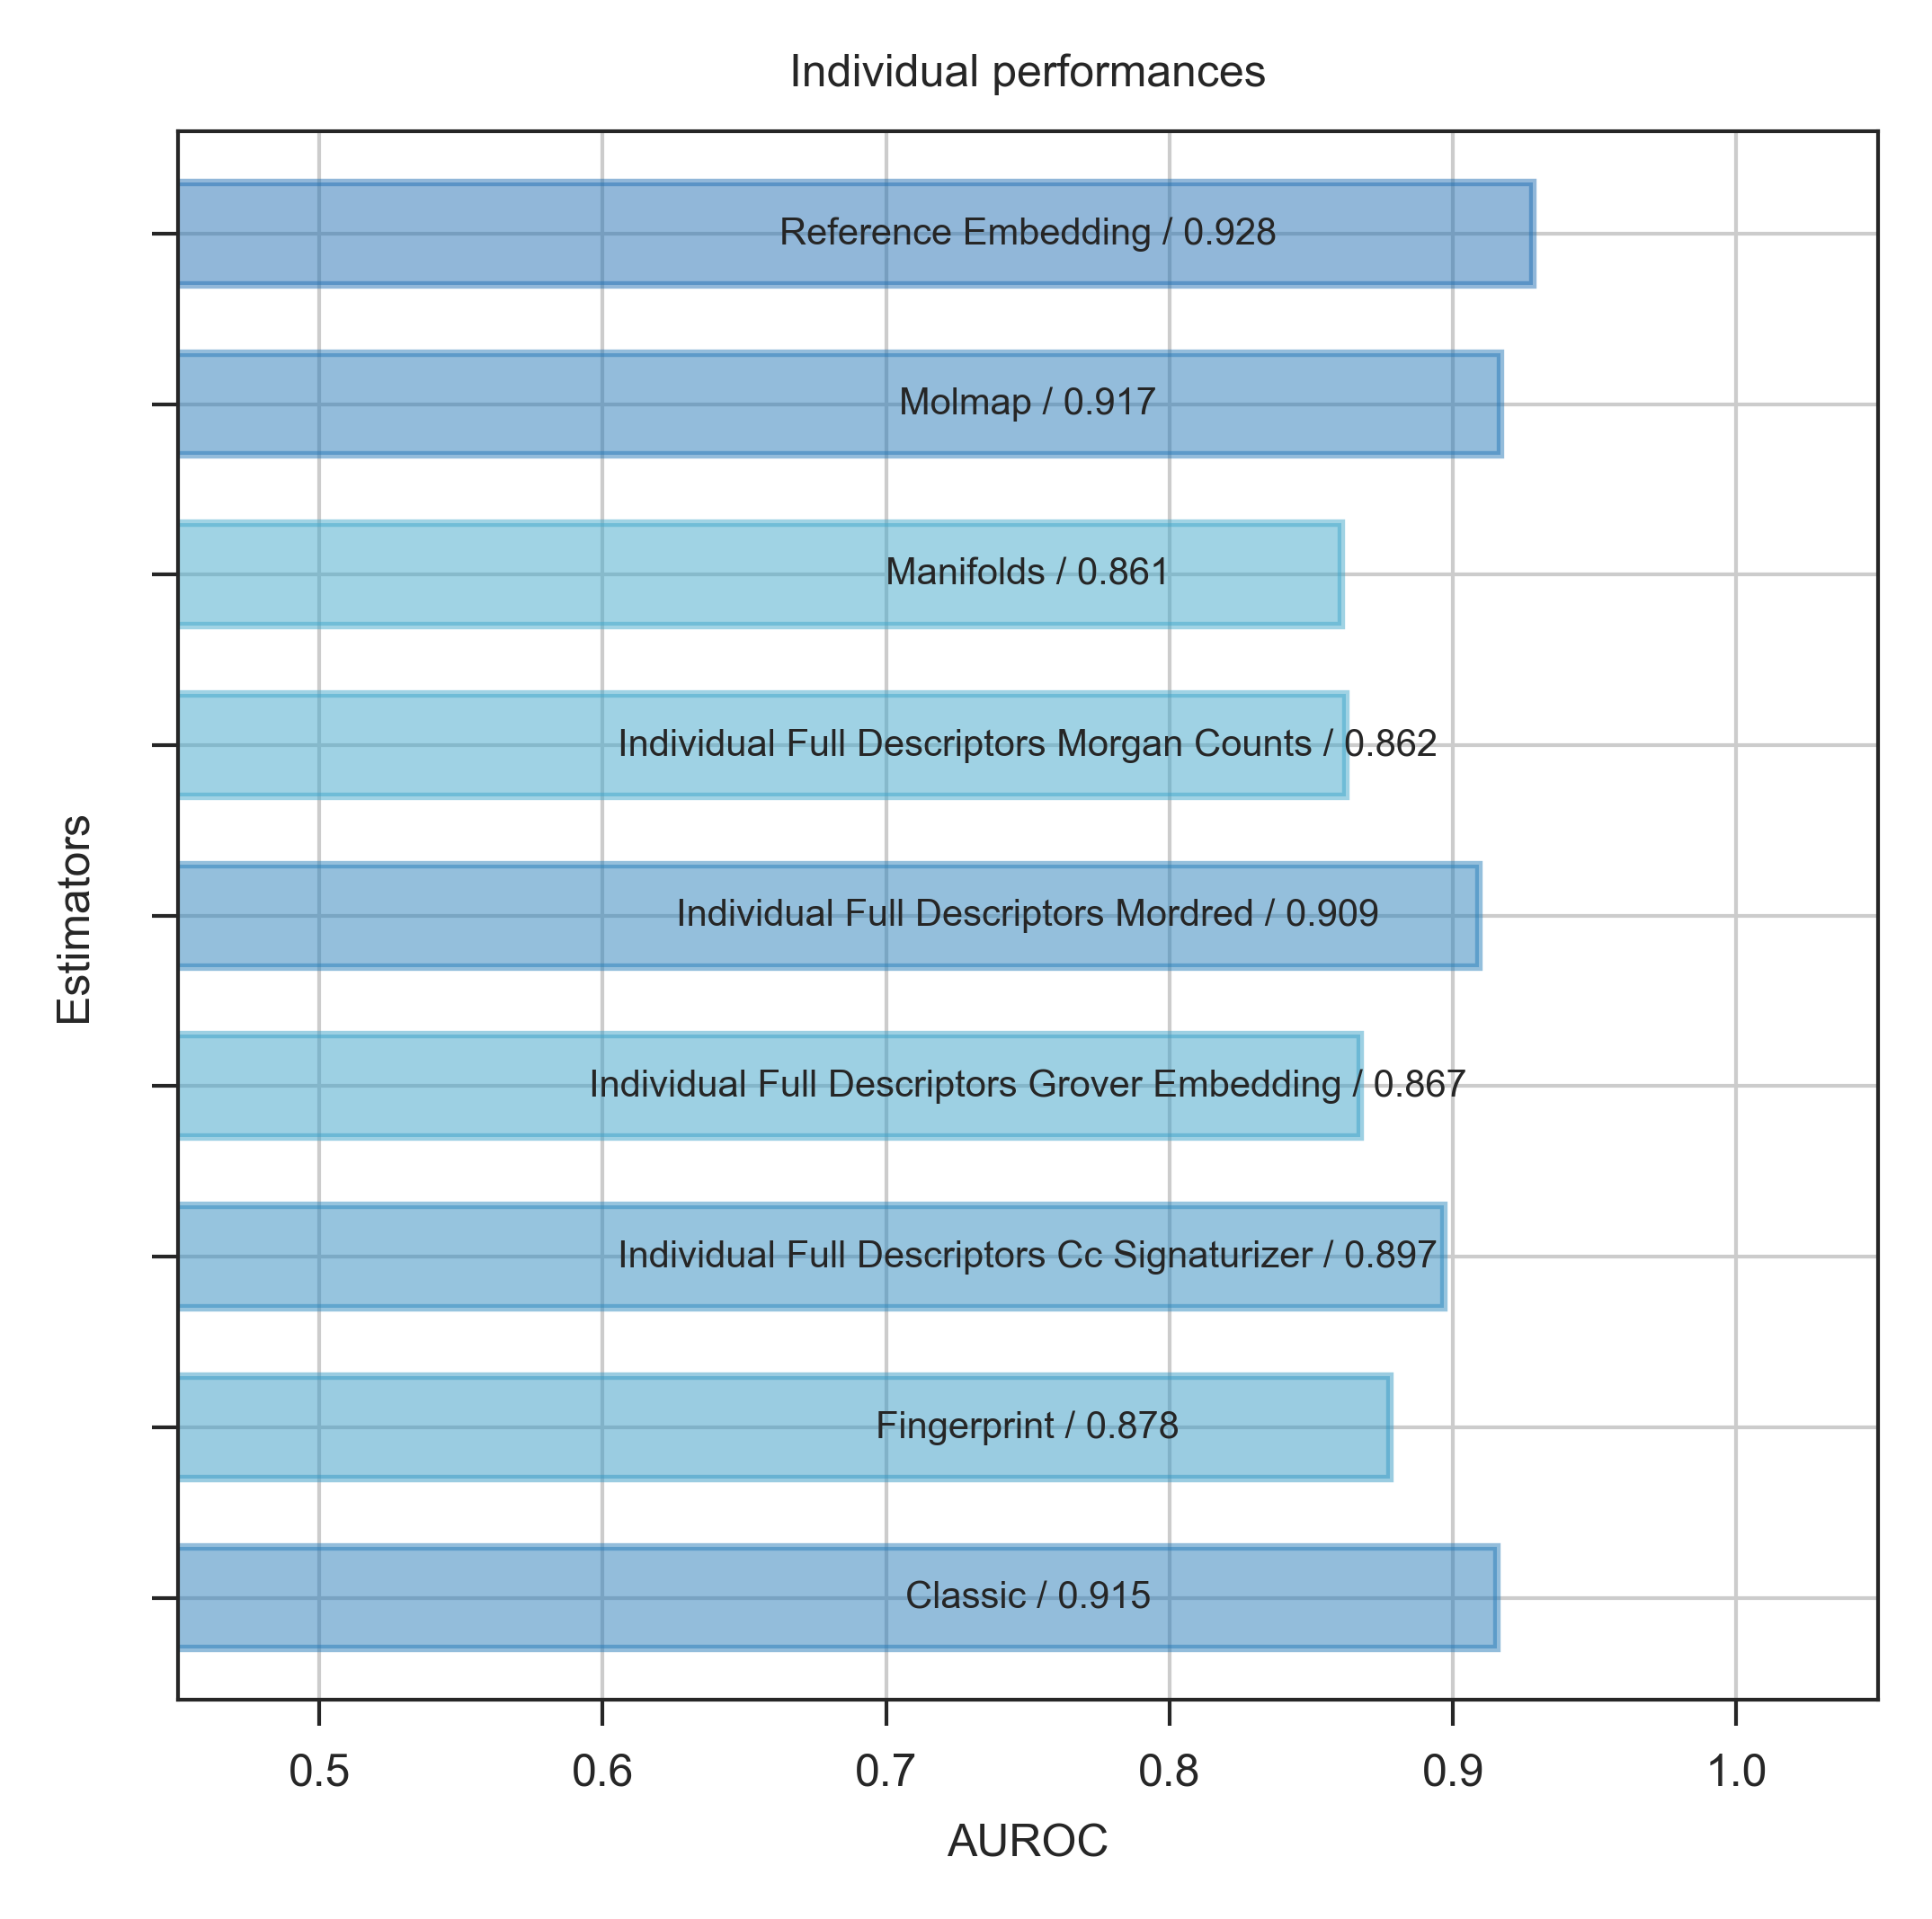 Individual performances
Reference Embedding / 0.928
Molmap / 0.917
Manifolds / 0.861
Individual Full Descriptors Morgan Counts / 0.862
Individual Full Descriptors Mordred / 0.909
Individual Full Descriptors Grover Embedding / 0.867
Individual Full Descriptors Cc Signaturizer / 0.897
Fingerprint / 0.878
Classic / 0.915
Estimators
0.5 0.6 0.7 0.8 0.9 1.0
AUROC